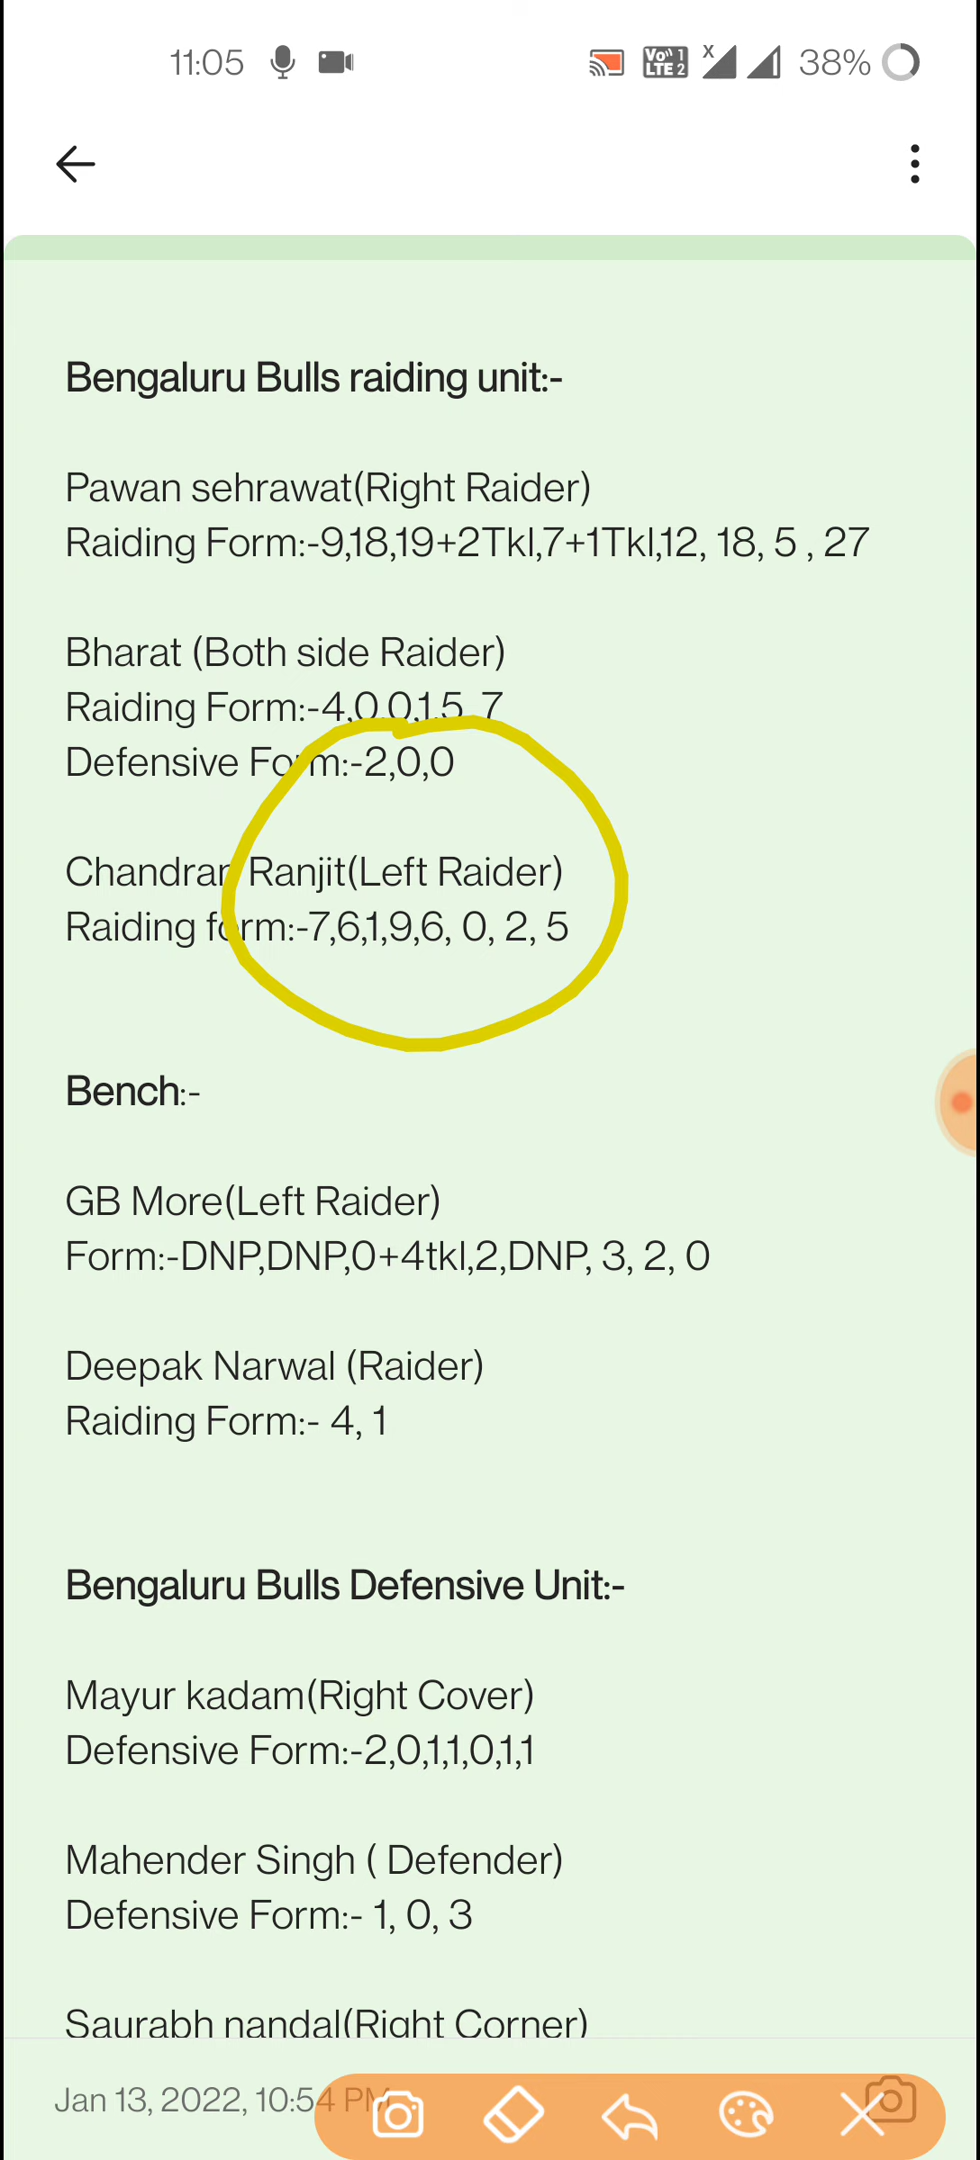 11:05
Vo)) 1
LTE 2
x
38%
Bengaluru Bulls raiding unit:-
Pawan sehrawat(Right Raider)
Raiding Form:-9,18,19+2Tkl,7+1Tkl,12, 18, 5 , 27
Bharat (Both side Raider)
Raiding Form:-4,0,0,1,5, 7
Defensive Form:-2,0,0
Chandran Ranjit(Left Raider)
Raiding form:-7,6,1,9,6, 0, 2, 5
Bench:-
GB More(Left Raider)
Form:-DNP,DNP,0+4tkl,2,DNP, 3, 2, 0
Deepak Narwal (Raider)
Raiding Form:- 4, 1
Bengaluru Bulls Defensive Unit:-
Mayur kadam(Right Cover)
Defensive Form:-2,0,1,1,0,1,1
Mahender Singh ( Defender)
Defensive Form:- 1, 0, 3
Saurabh nandal(Right Corner)
Jan 13, 2022, 10:54 PM